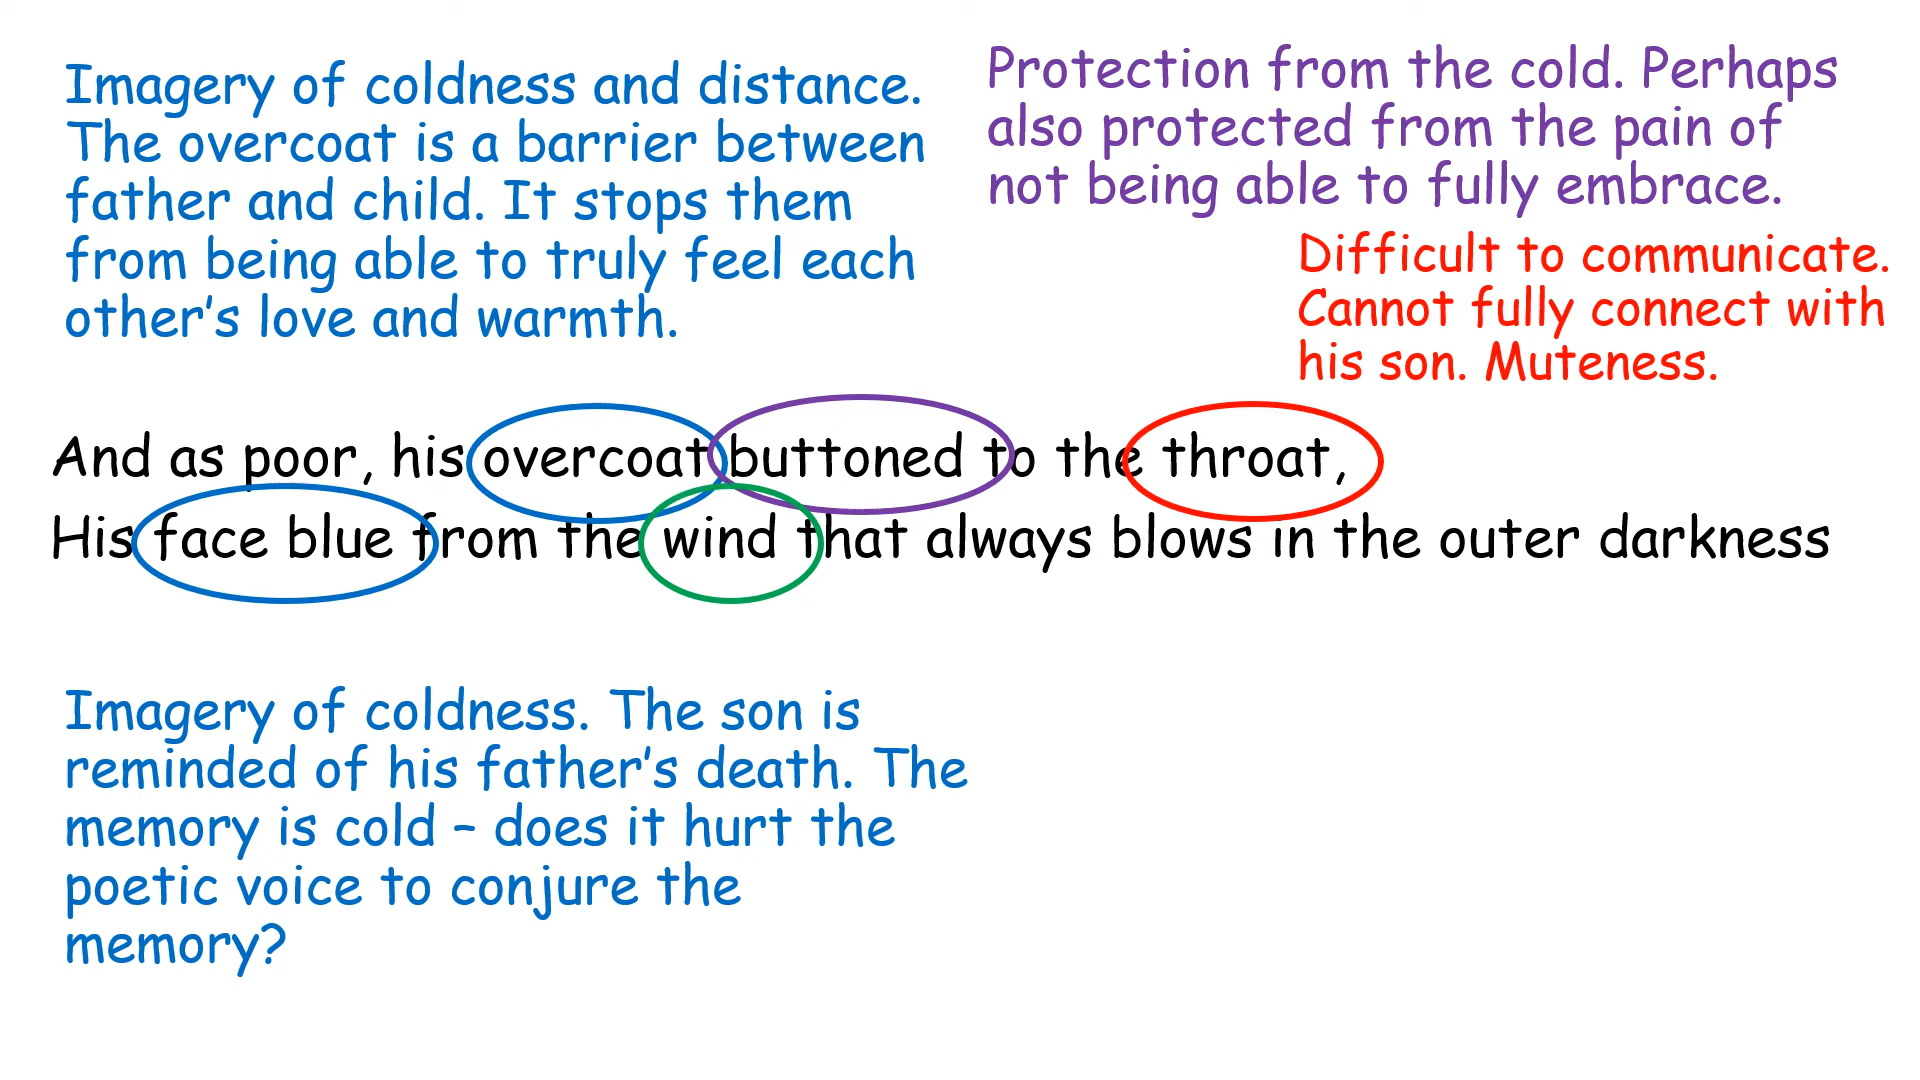 Imagery of coldness and distance.
The overcoat is a barrier between
father and child. It stops them
from being able to truly feel each
other's love and warmth.
Protection from the cold. Perhaps
also protected from the pain of
not being able to fully embrace.
Difficult to communicate.
Cannot fully connect with
his son. Muteness.
And as poor, his overcoat buttoned to the throat,
His face blue from the wind that always blows in the outer darkness
Imagery of coldness. The son is
reminded of his father's death. The
memory is cold – does it hurt the
poetic voice to conjure the
memory?